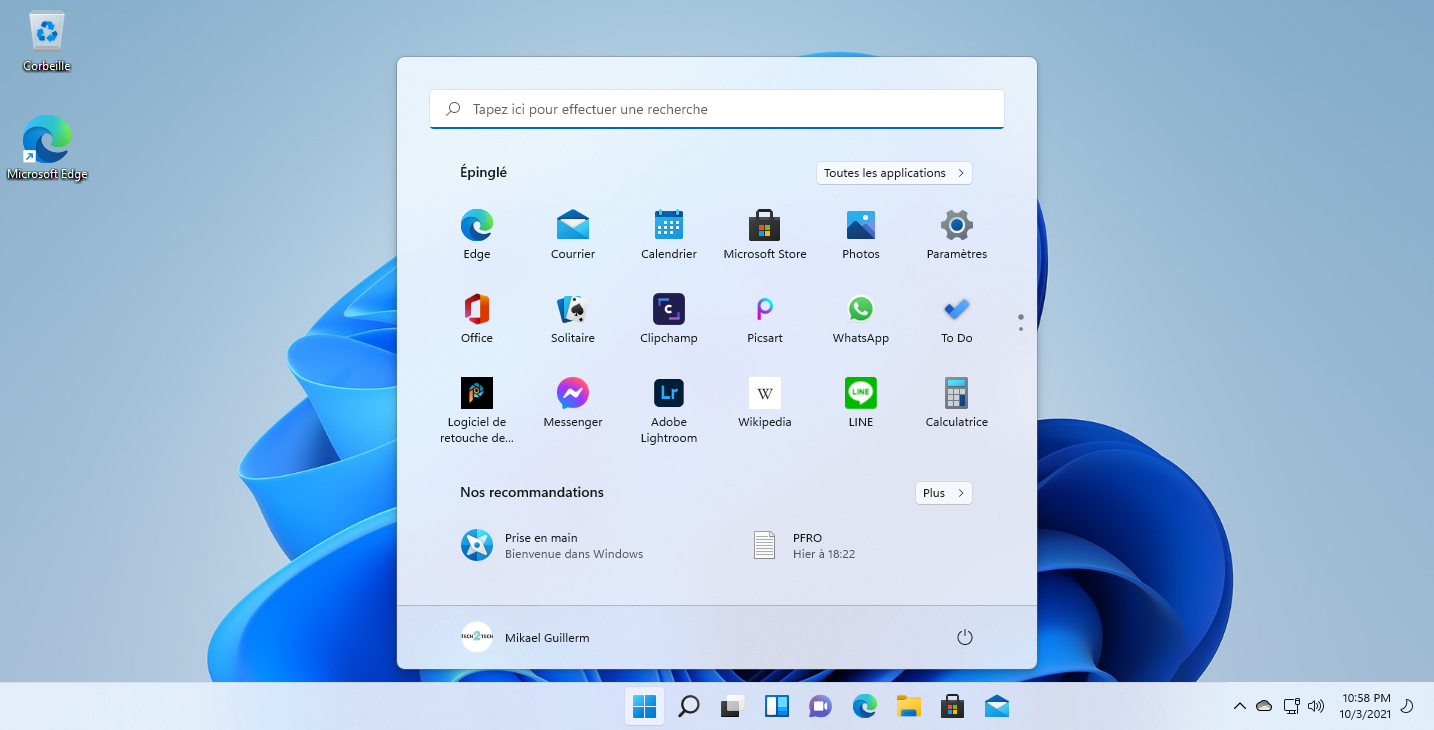 Corbeille
Microsoft Edge
Tapez ici pour effectuer une recherche
Épinglé
Toutes les applications
Edge
Courrier
Calendrier
Microsoft Store
Photos
Paramètres
Office
Solitaire
Clipchamp
Picsart
WhatsApp
To Do
Lr
W
LINE
Logiciel de
retouche de...
Messenger
Adobe
Lightroom
Wikipedia
LINE
Calculatrice
Nos recommandations
Plus
Prise en main
Bienvenue dans Windows
PFRO
Hier à 18:22
TECH2TECH
Mikael Guillerm
10:58 PM
10/3/2021